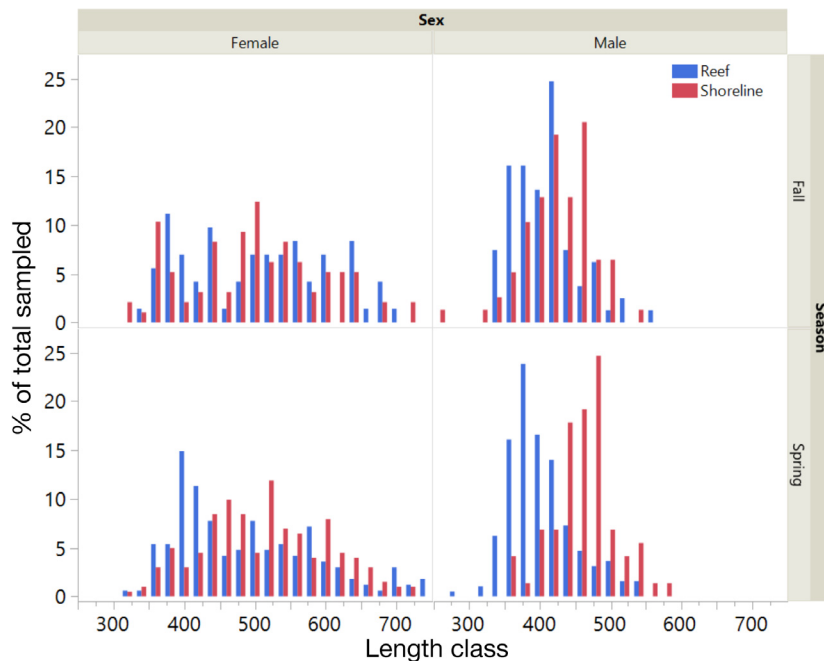 Sex
Female
Male
Reef
Shoreline
25
20
15
10
5
0
Fall
25
20
15
10
5
0
Spring
Season
% of total sampled
300 400 500 600 700 300 400 500 600 700
Length class